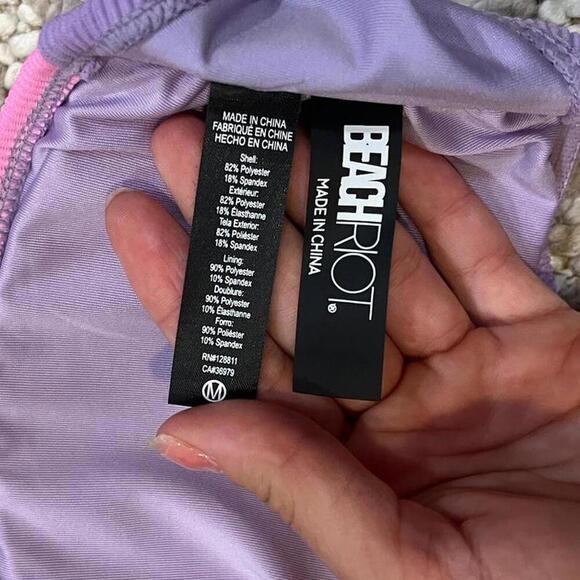 MADE IN CHINA
FABRIQUÉ EN CHINE
HECHO EN CHINA
Shell:
82% Polyester
18% Spandex
Extérieur:
82% Polyester
18% Élasthanne
Tela Exterior:
82% Poliéster
18% Spandex
Lining:
90% Polyester
10% Spandex
Doublure:
90% Polyester
10% Élasthanne
Forro:
90% Poliéster
10% Spandex
RN#128811
CA#36979
M
BEACHRIOT®
MADE IN CHINA